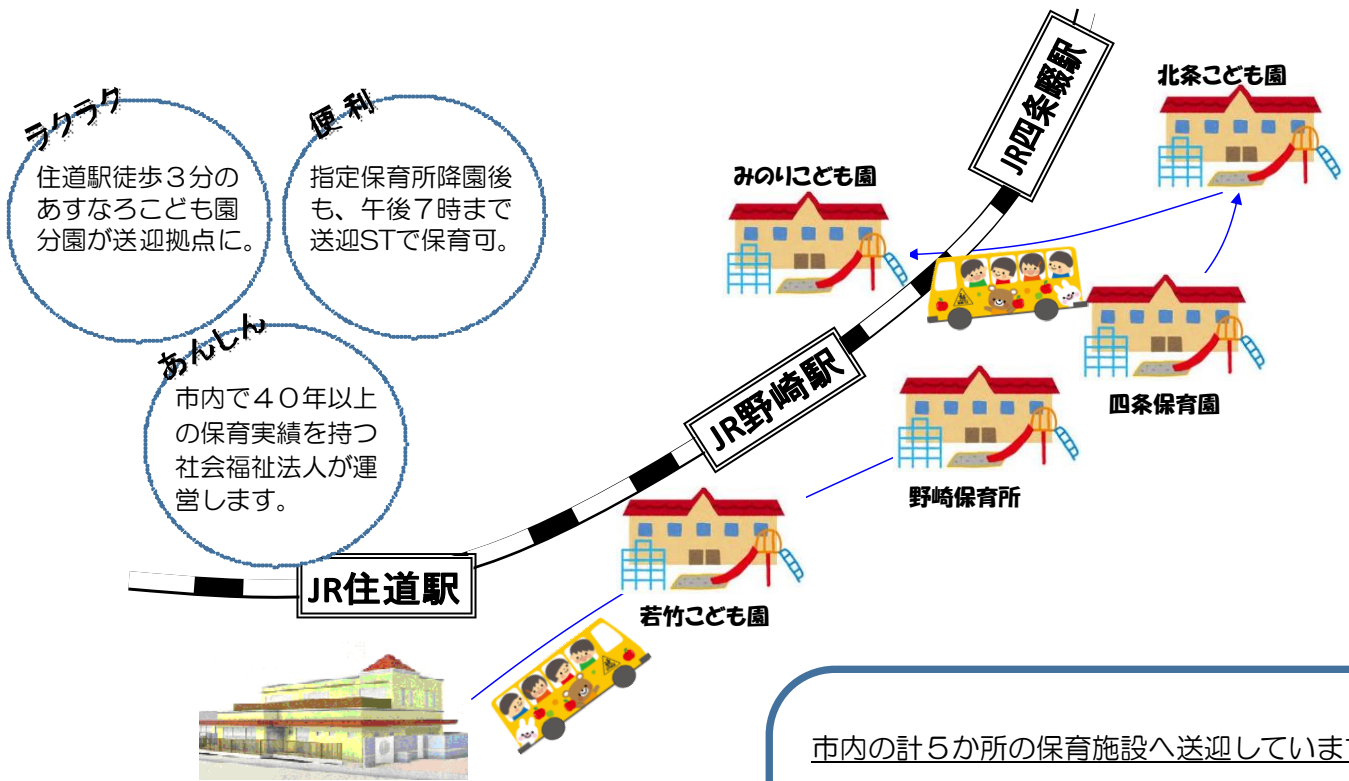 ラクラク
住道駅徒歩３分の
あすなろこども園
分園が送迎拠点に。
便利
指定保育所降園後
も、午後７時まで
送迎STで保育可。
あんしん
市内で４０年以上
の保育実績を持つ
社会福祉法人が運
営します。
JR四条畷駅
北条こども園
みのりこども園
四条保育園
JR野崎駅
野崎保育所
JR住道駅
若竹こども園
市内の計５か所の保育施設へ送迎していま